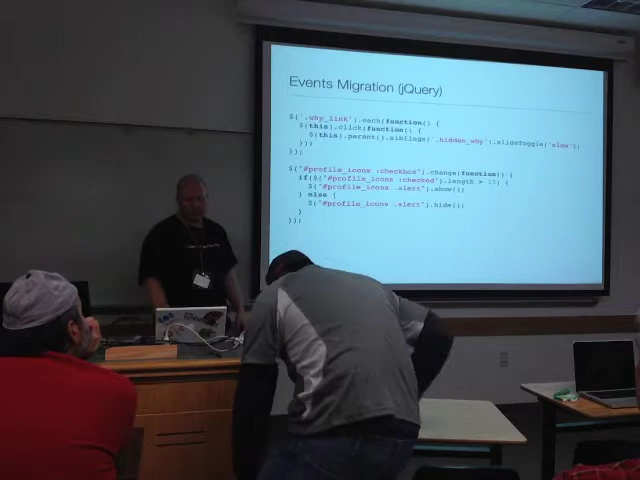 Events Migration (jQuery)
$('.why_link').each(function() {
$(this).click(function() {
$(this).parent().siblings('.hidden_why').slideToggle('slow');
});
});
$("#profile_icons :checkbox").change(function() {
if($("#profile_icons :checked").length > 13) {
$("#profile_icons .alert").show();
} else {
$("#profile_icons .alert").hide();
}
});